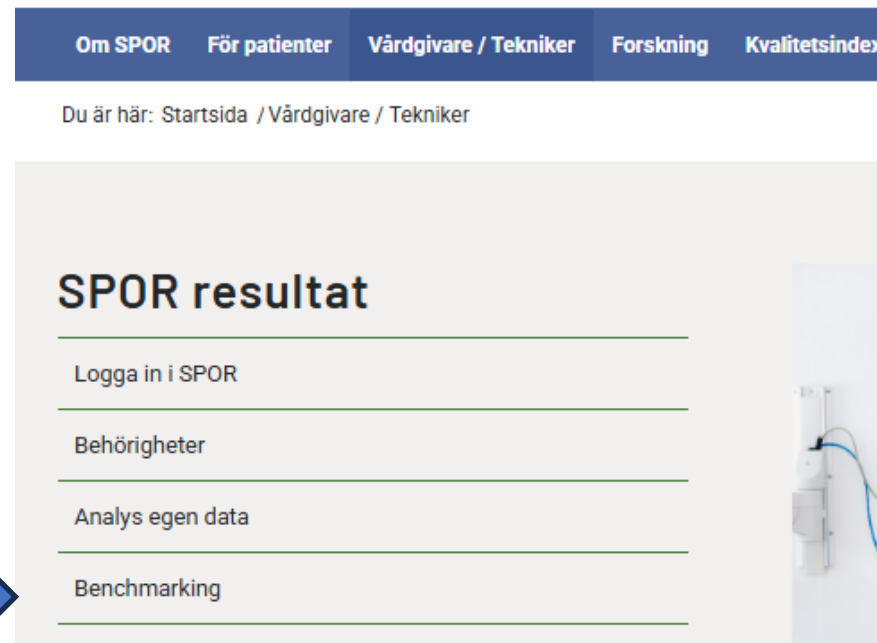 Om SPOR För patienter Vårdgivare / Tekniker Forskning Kvalitetsindex
Du är här: Startsida / Vårdgivare / Tekniker
SPOR resultat
Logga in i SPOR
Behörigheter
Analys egen data
Benchmarking